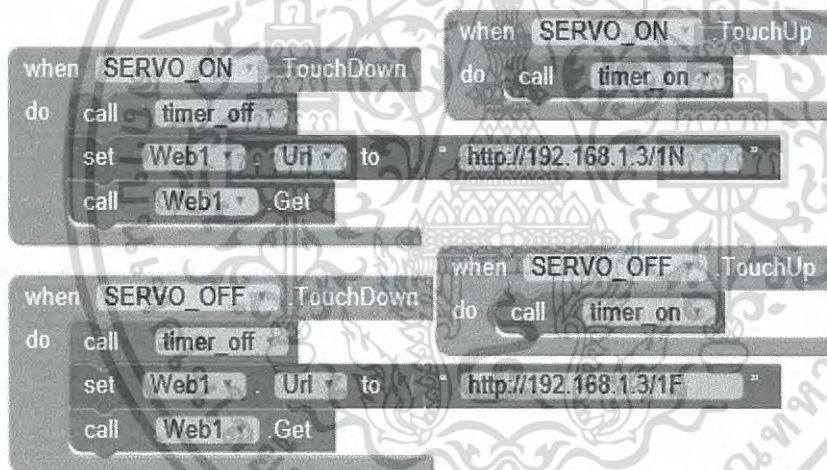 when SERVO_ON .TouchDown
do call timer_off
set Web1 . Url to " http://192.168.1.3/1N "
call Web1 .Get
when SERVO_ON .TouchUp
do call timer_on
when SERVO_OFF .TouchDown
do call timer_off
set Web1 . Url to " http://192.168.1.3/1F "
call Web1 .Get
when SERVO_OFF .TouchUp
do call timer_on